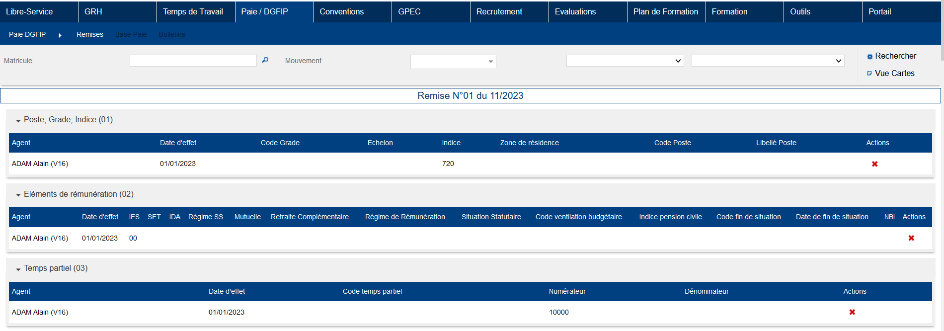 Libre-Service GRH Temps de Travail Paie / DGFIP Conventions GPEC Recrutement Evaluations Plan de Formation Formation Outils Portail
Paie DGFIP Remises Base Paie Bulletins
Matricule Mouvement Rechercher
Vue Cartes
Remise N°01 du 11/2023
Poste, Grade, Indice (01)
Agent Date d'effet Code Grade Echelon Indice Zone de résidence Code Poste Libellé Poste Actions
ADAM Alain (V16) 01/01/2023 720
Eléments de rémunération (02)
Agent Date d'effet IFS SFT IDA Régime SS Mutuelle Retraite Complémentaire Régime de Rémunération Situation Statutaire Code ventilation budgétaire Indice pension civile Code fin de situation Date de fin de situation NBI Actions
ADAM Alain (V16) 01/01/2023 00
Temps partiel (03)
Agent Date d'effet Code temps partiel Numérateur Dénominateur Actions
ADAM Alain (V16) 01/01/2023 10000